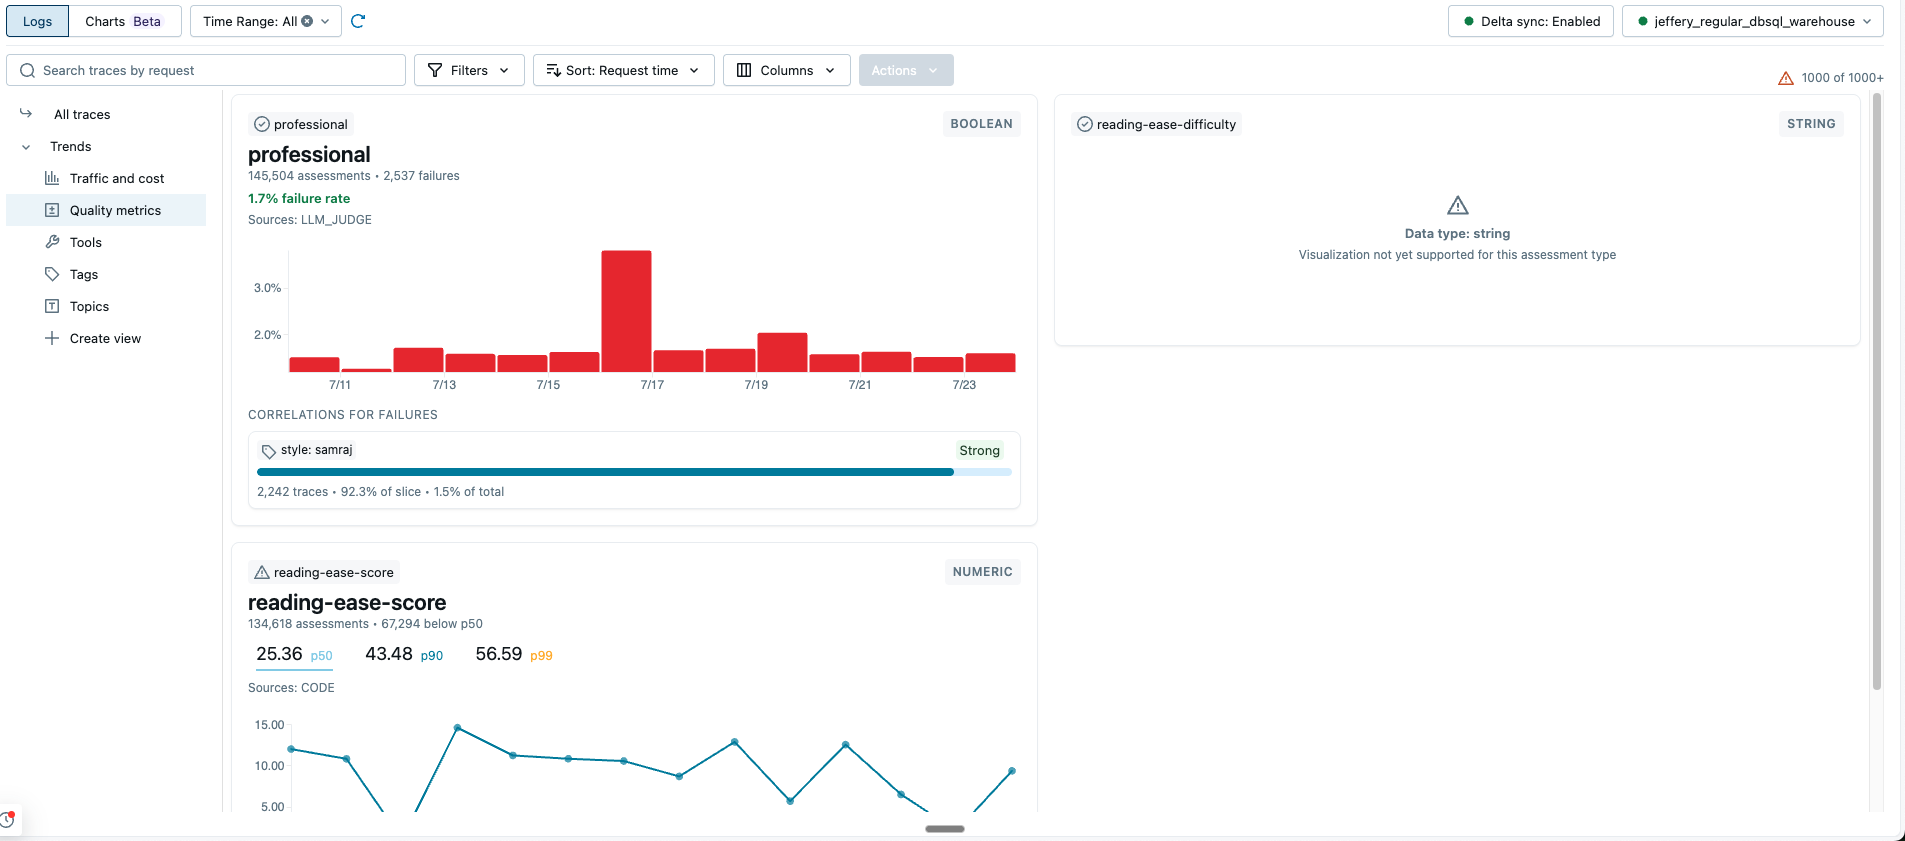 Logs Charts Beta Time Range: All Delta sync: Enabled jeffery_regular_dbsql_warehouse
Search traces by request Filters Sort: Request time Columns Actions 1000 of 1000+
All traces
Trends
Traffic and cost
Quality metrics
Tools
Tags
Topics
Create view
professional BOOLEAN
professional
145,504 assessments • 2,537 failures
1.7% failure rate
Sources: LLM_JUDGE
3.0%
2.0%
7/11 7/13 7/15 7/17 7/19 7/21 7/23
CORRELATIONS FOR FAILURES
style: samraj Strong
2,242 traces • 92.3% of slice • 1.5% of total
reading-ease-difficulty STRING
Data type: string
Visualization not yet supported for this assessment type
reading-ease-score NUMERIC
reading-ease-score
134,618 assessments • 67,294 below p50
25.36 p50 43.48 p90 56.59 p99
Sources: CODE
15.00
10.00
5.00